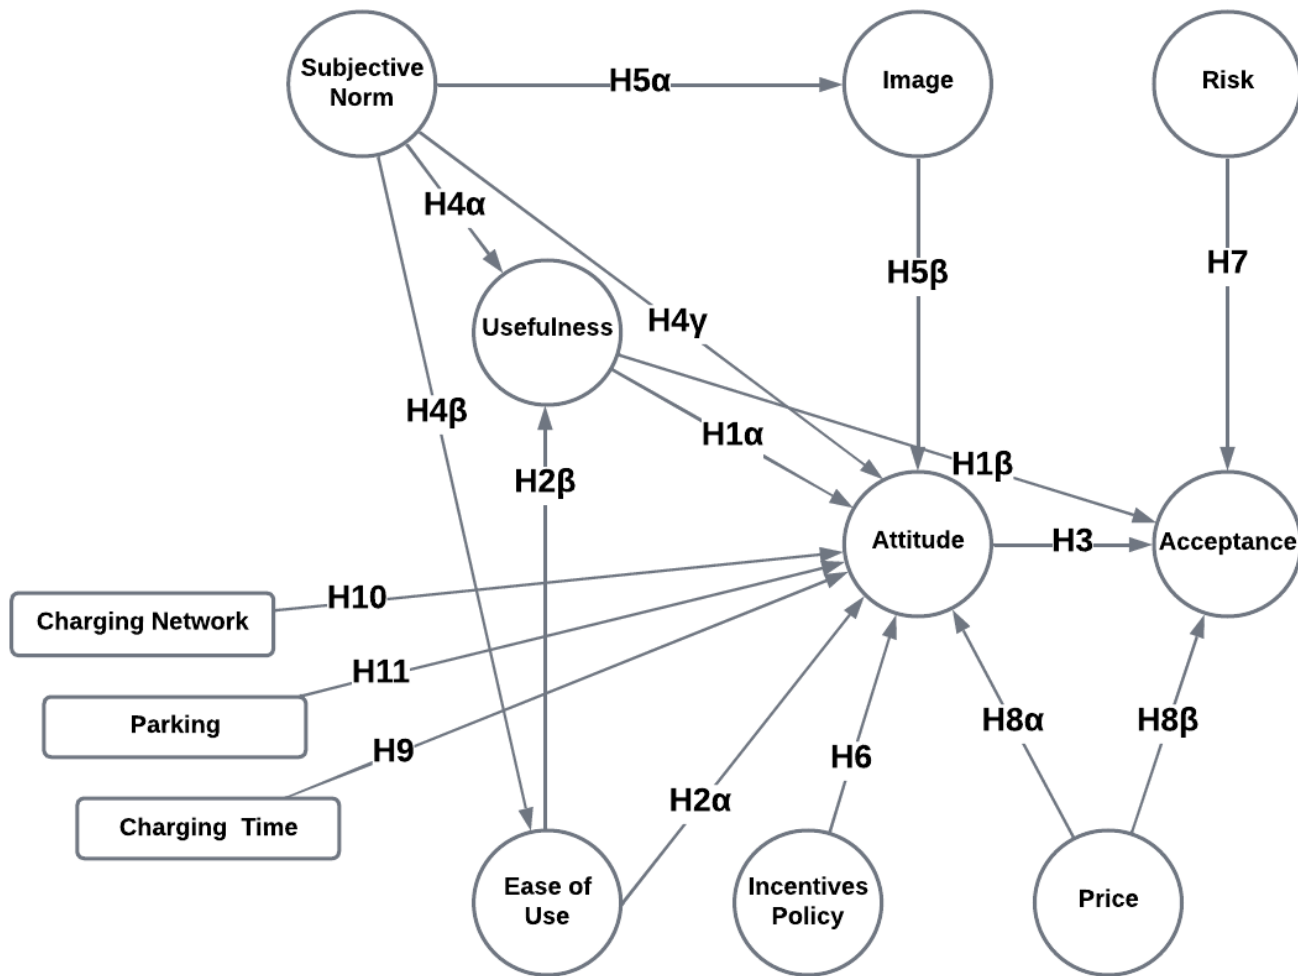 Subjective
Norm
H5α
Image
Risk
H4α
H5β
H7
Usefulness
H4γ
H4β
H1α
H1β
H2β
Attitude
H3
Acceptance
Charging Network
H10
Parking
H11
H9
Charging  Time
H2α
H6
H8α
H8β
Ease of
Use
Incentives
Policy
Price